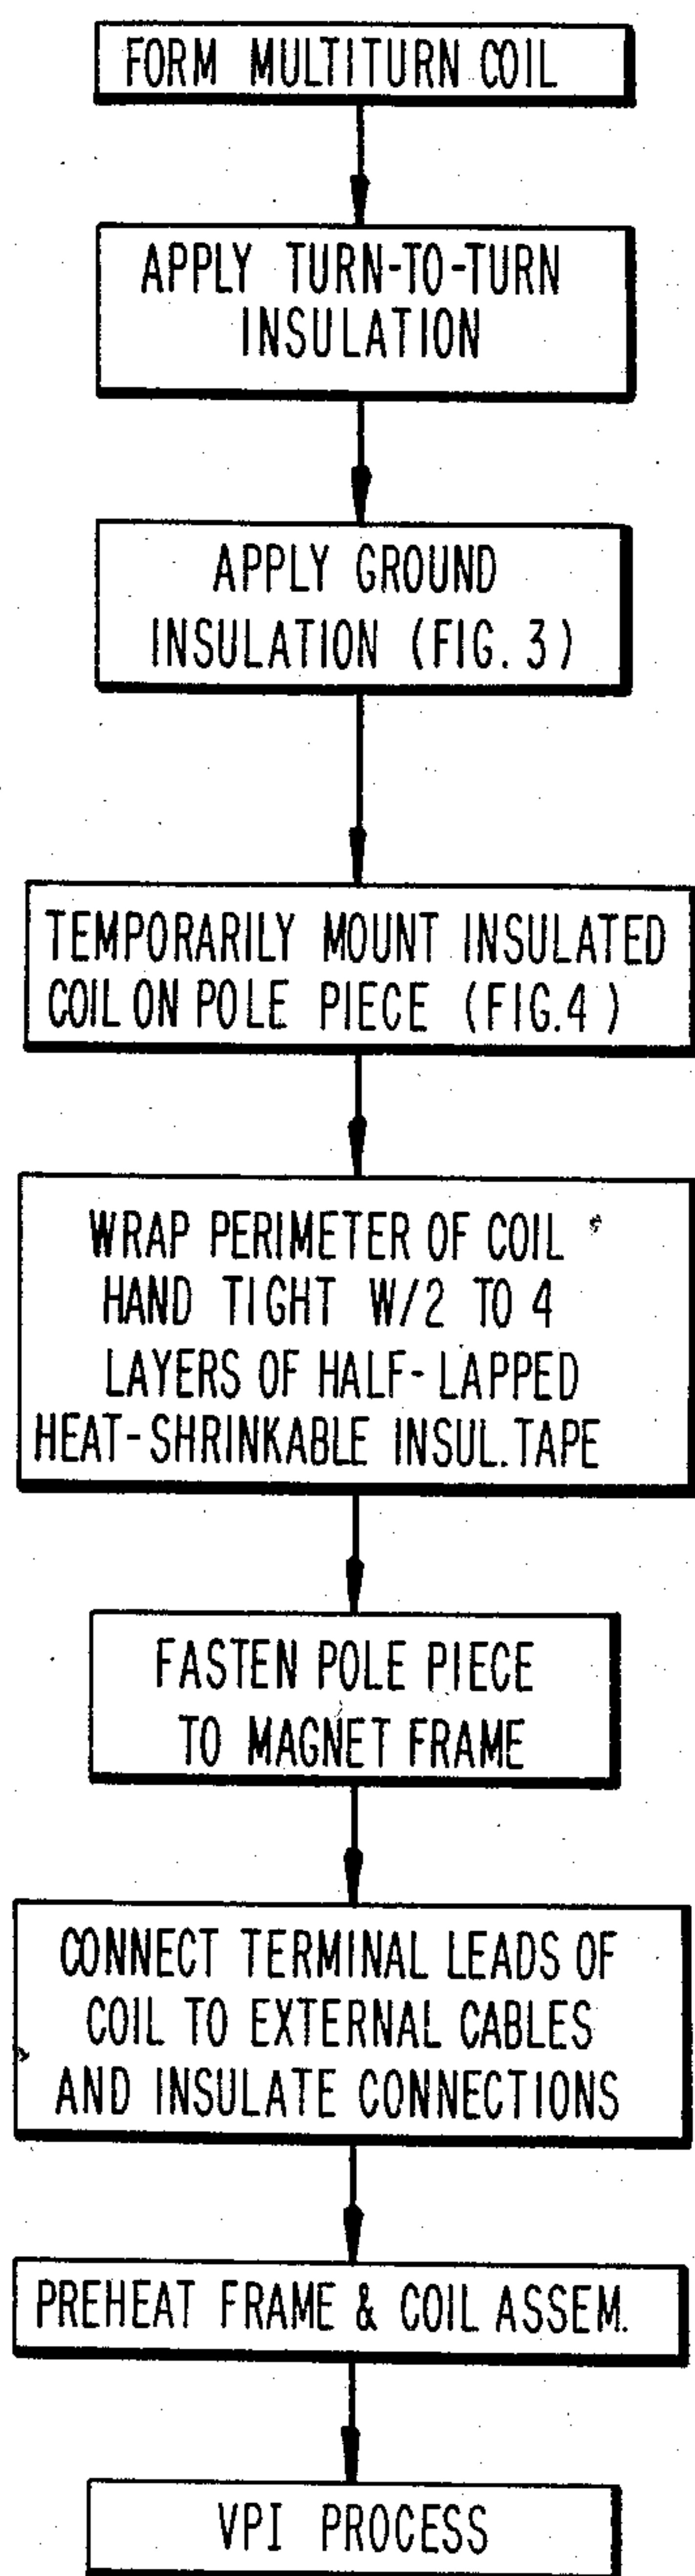 FORM MULTITURN COIL
APPLY TURN-TO-TURN
INSULATION
APPLY GROUND
INSULATION (FIG. 3)
TEMPORARILY MOUNT INSULATED
COIL ON POLE PIECE (FIG.4)
WRAP PERIMETER OF COIL
HAND TIGHT W/2 TO 4
LAYERS OF HALF-LAPPED
HEAT-SHRINKABLE INSUL. TAPE
FASTEN POLE PIECE
TO MAGNET FRAME
CONNECT TERMINAL LEADS OF
COIL TO EXTERNAL CABLES
AND INSULATE CONNECTIONS
PREHEAT FRAME & COIL ASSEM.
VPI PROCESS